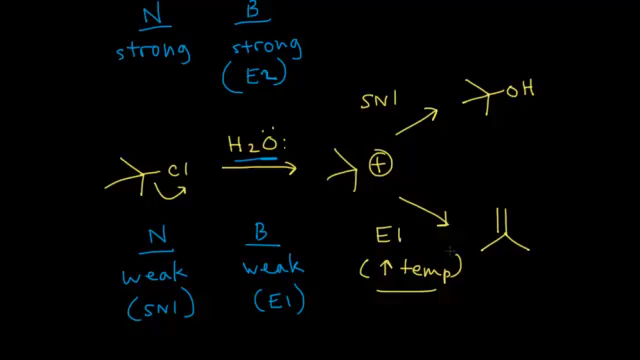 N B
strong strong
(E2)
SN1
OH
H2O:
Cl
+
N B
weak weak
(SN1) (E1)
E1
(↑ temp)